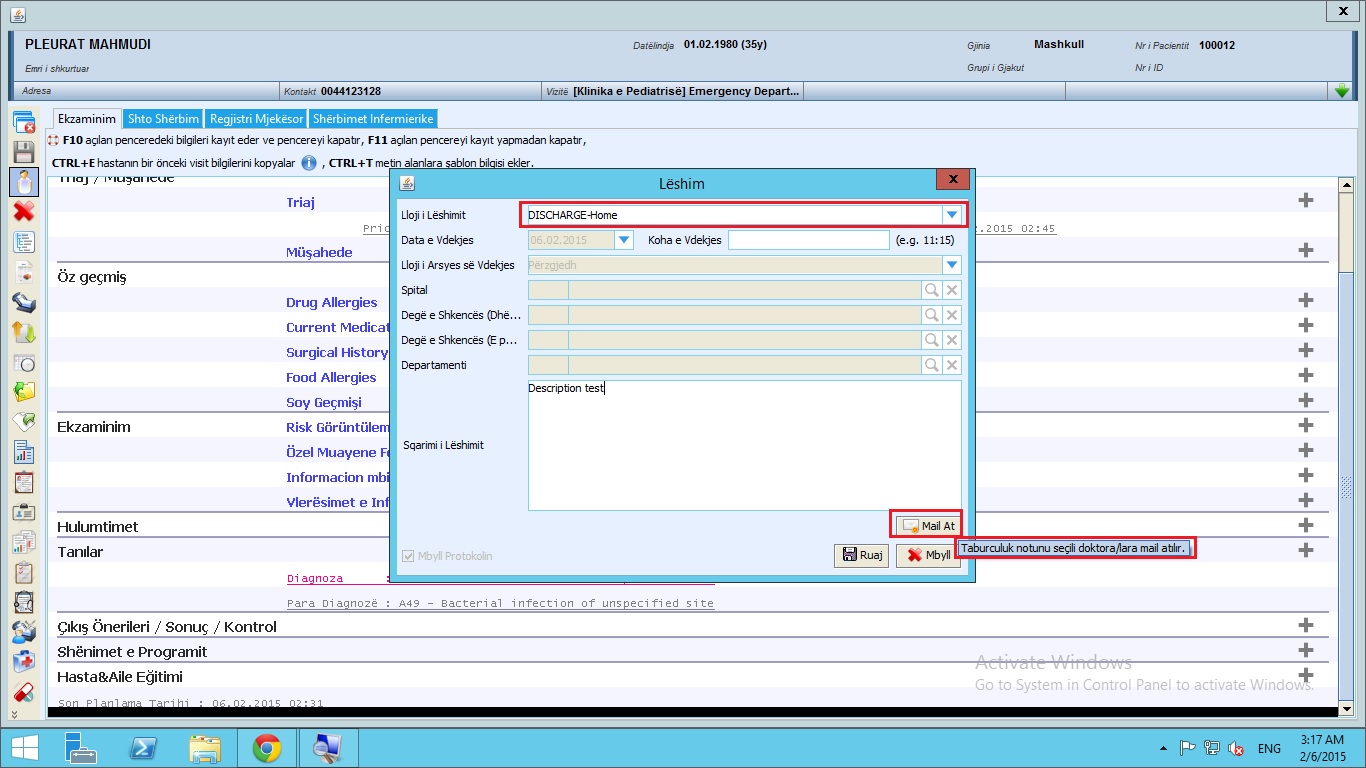 X
PLEURAT MAHMUDI
Datëlindja 01.02.1980 (35y)
Gjinia Mashkull
Nr i Pacientit 100012
Emri i shkurtuar
Grupi i Gjakut
Nr i ID
Adresa
Kontakt 0044123128
Vizitë [Klinika e Pediatrisë] Emergency Depart...
Ekzaminim Shto Shërbim Regjistri Mjekësor Shërbimet Infermierike
F10 açılan penceredeki bilgileri kayıt eder ve pencereyi kapatır, F11 açılan pencereyi kayıt yapmadan kapatır,
CTRL+E hastanın bir önceki visit bilgilerini kopyalar , CTRL+T metin alanlara şablon bilgisi ekler.
Triaj / Müşahede
Triaj
2.2015 02:45
Müşahede
Öz geçmiş
Drug Allergies
Current Medicat
Surgical History
Food Allergies
Soy Geçmişi
Ekzaminim
Risk Görüntülem
Özel Muayene Fo
Informacion mbi
Vlerësimet e Inf
Hulumtimet
Tanılar
Diagnoza :
Para Diagnozë : A49 - Bacterial infection of unspecified site
Çıkış Önerileri / Sonuç / Kontrol
Shënimet e Programit
Hasta&Aile Eğitimi
Son Planlama Tarihi : 06.02.2015 02:31
Lëshim
X
Lloji i Lëshimit DISCHARGE-Home
Data e Vdekjes 06.02.2015 Koha e Vdekjes (e.g. 11:15)
Lloji i Arsyes së Vdekjes Përzgjedh
Spital
Degë e Shkencës (Dhë...
Degë e Shkencës (E p...
Departamenti
Description test
Sqarimi i Lëshimit
Mail At
Taburculuk notunu seçili doktora/lara mail atılır.
Mbyll Protokolin
Ruaj
Mbyll
Activate Windows
Go to System in Control Panel to activate Windows.
ENG
3:17 AM
2/6/2015